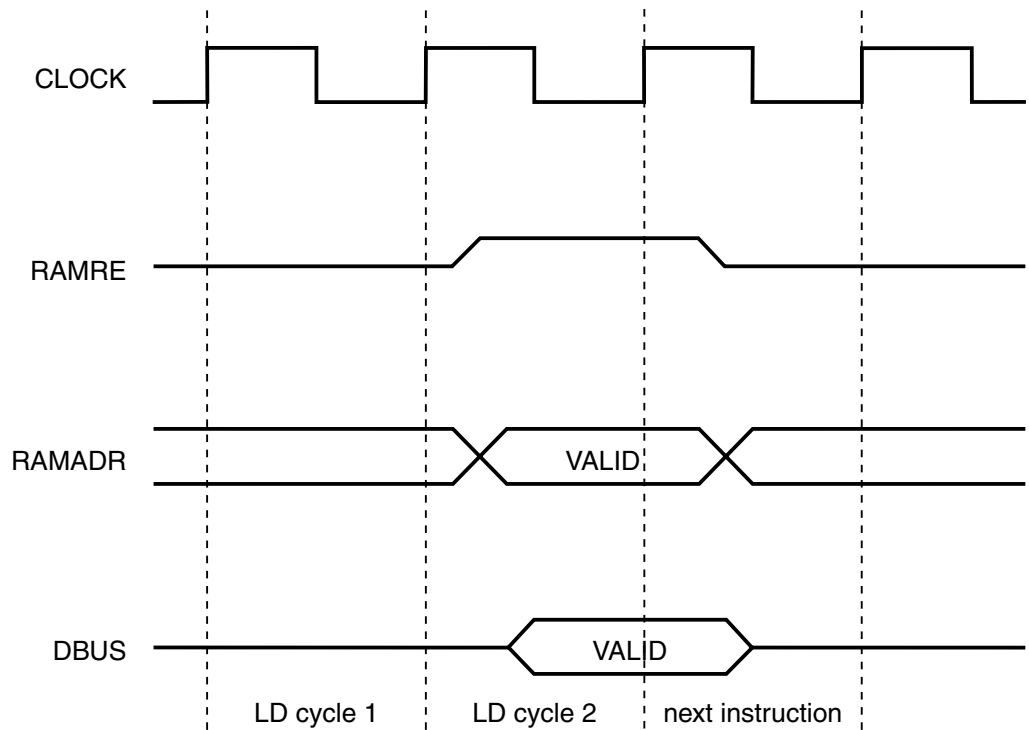 CLOCK
RAMRE
RAMADR
VALID
DBUS
VALID
LD cycle 1
LD cycle 2
next instruction